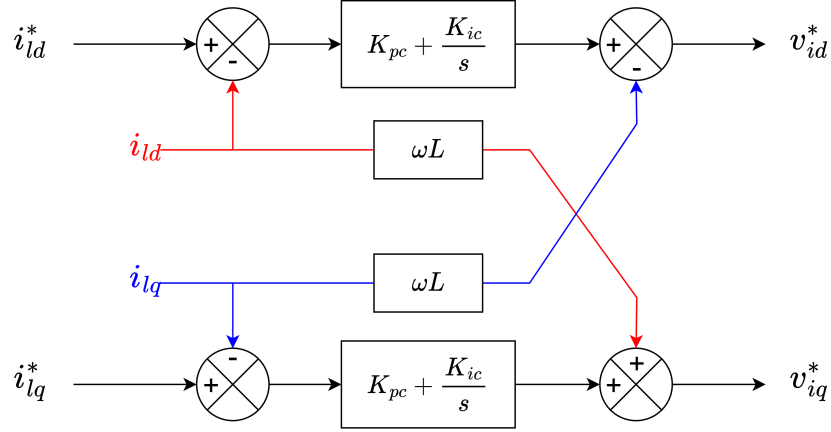 i*ld + - Kpc + Kic/s + - v*id
ild ωL
ilq ωL
i*lq + - Kpc + Kic/s + + v*iq